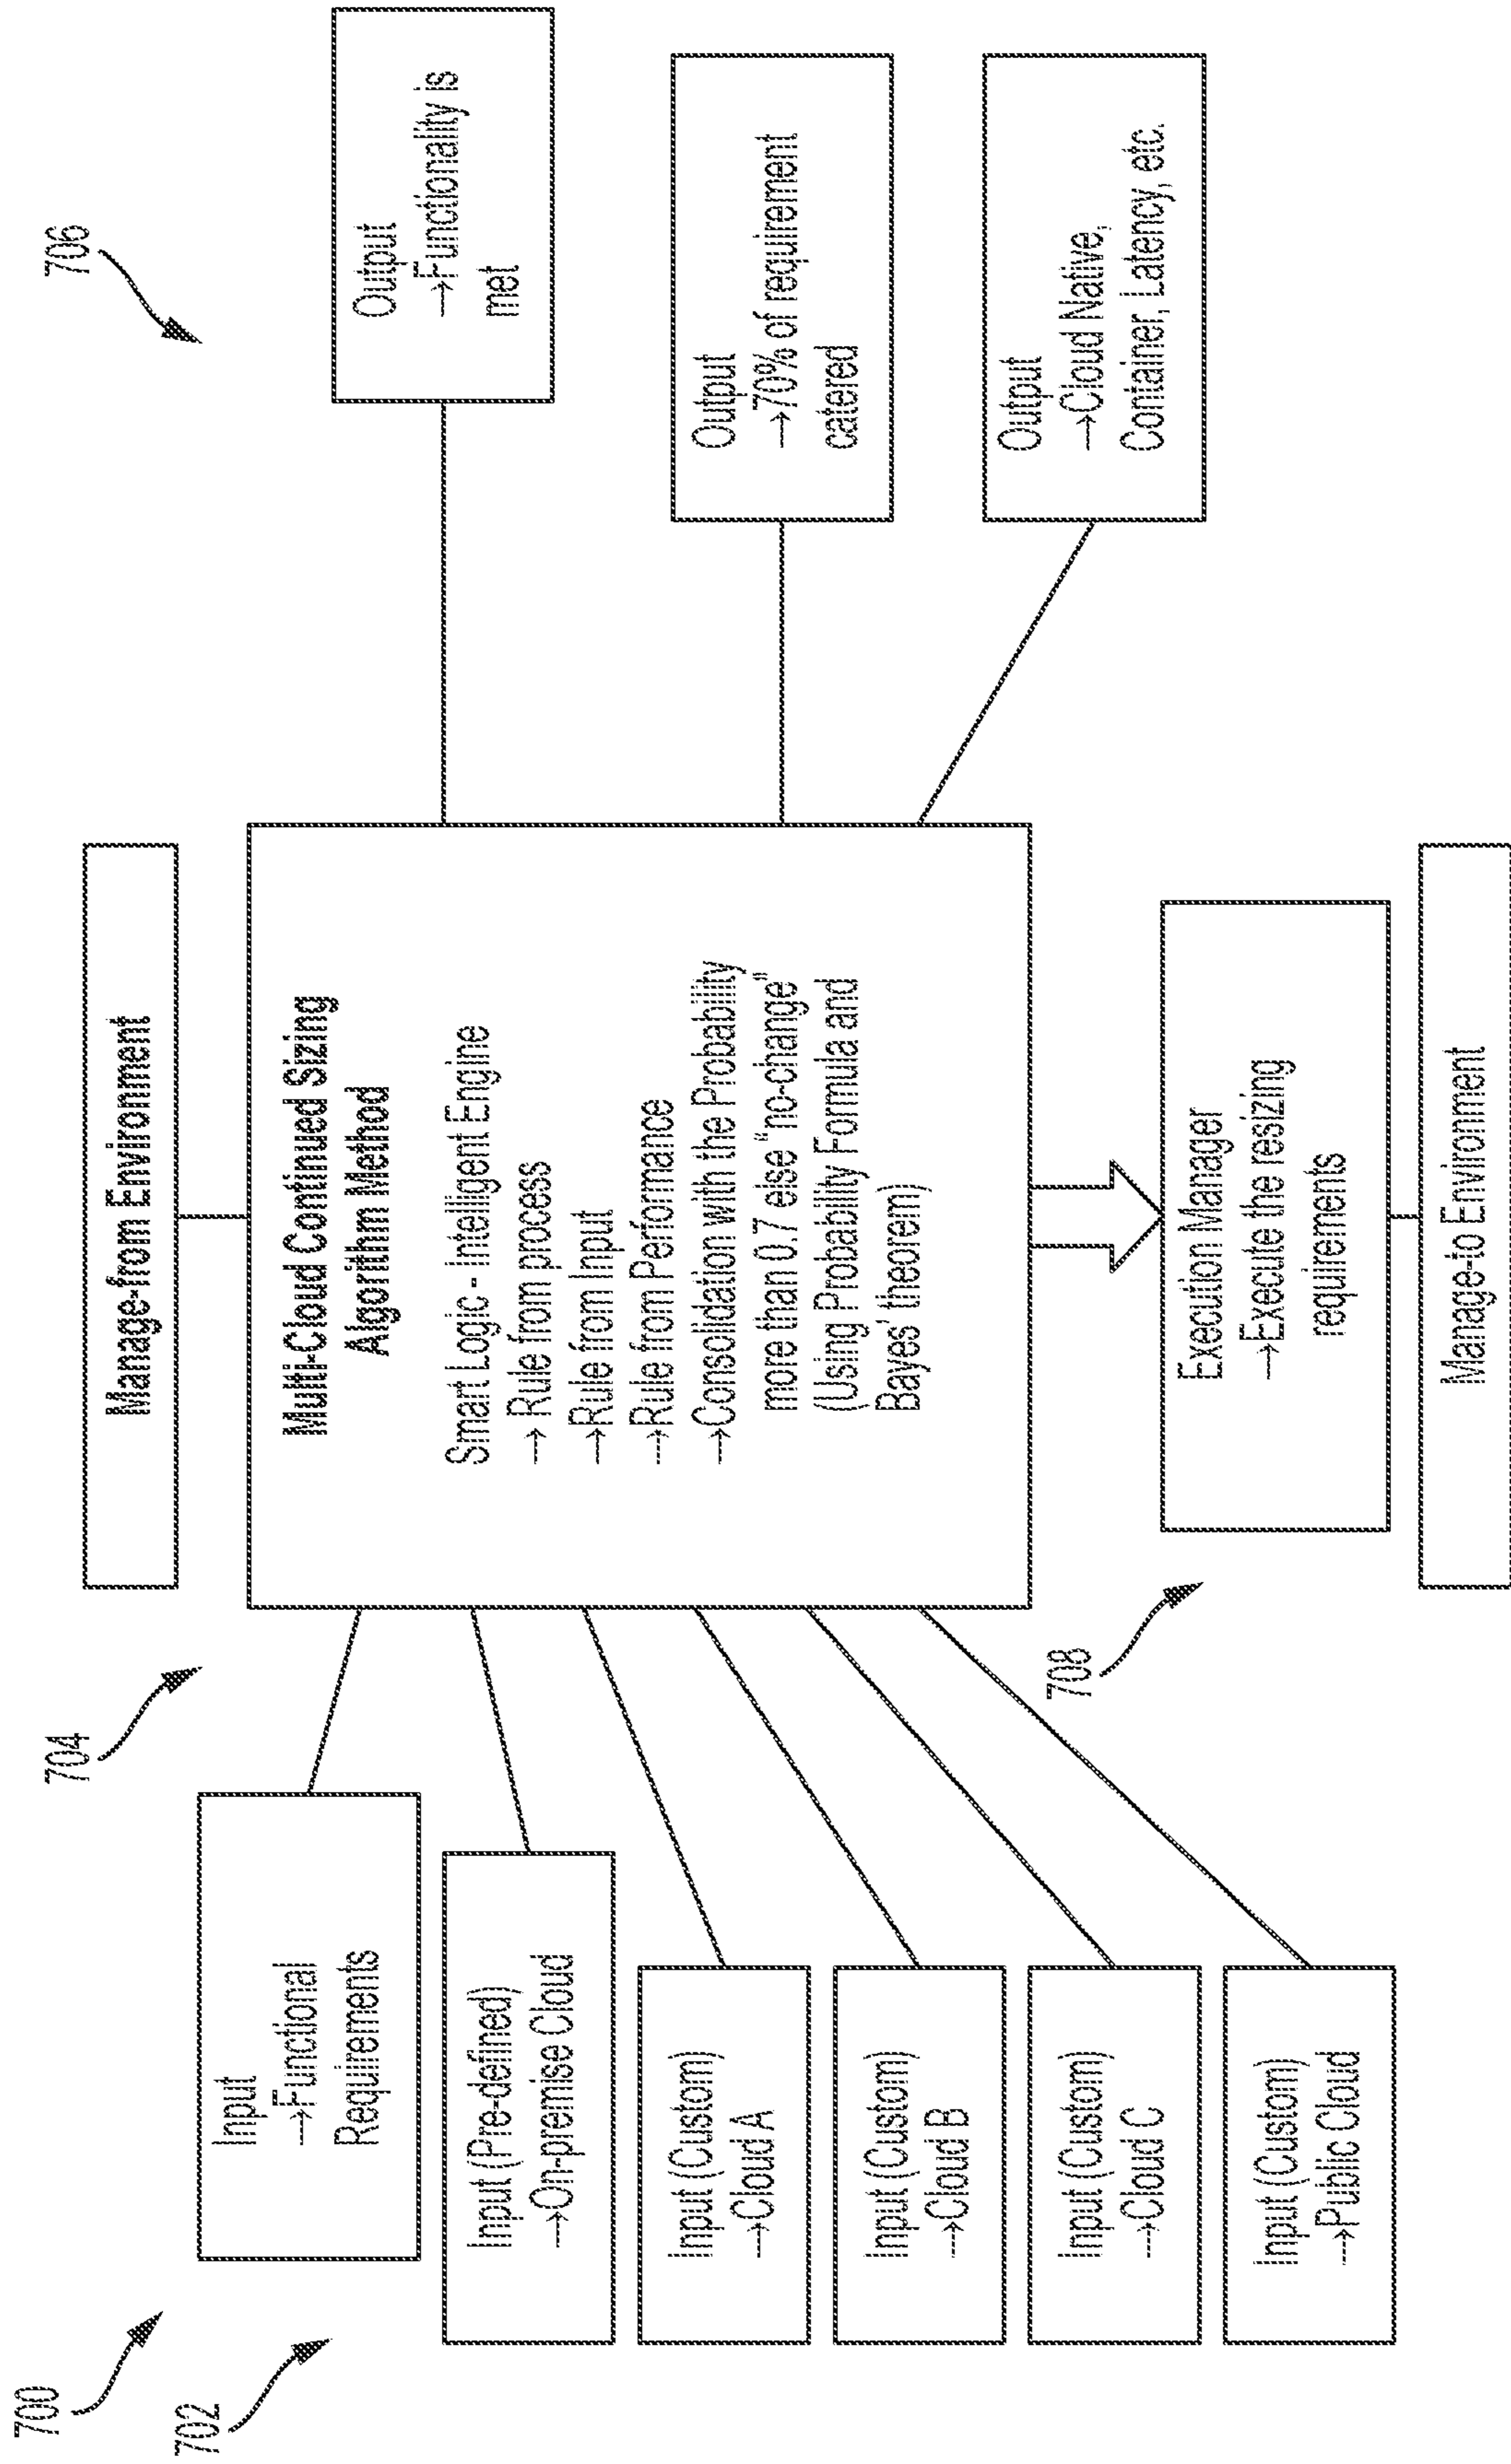 700
702
704
706
Manage-from Environment
Input
→Functional
Requirements
Input (Pre-defined)
→On-premise Cloud
Input (Custom)
→Cloud A
Input (Custom)
→Cloud B
Input (Custom)
→Cloud C
Input (Custom)
→Public Cloud
Multi-Cloud Continued Sizing
Algorithm Method
Smart Logic - Intelligent Engine
→ Rule from process
→Rule from Input
→Rule from Performance
→Consolidation with the Probability
more than 0.7 else "no-change"
(Using Probability Formula and
Bayes' theorem)
Output
→Functionality is
met
Output
→70% of requirement
catered
Output
→Cloud Native,
Container, Latency, etc.
708
Execution Manager
→Execute the resizing
requirements
Manage-to Environment